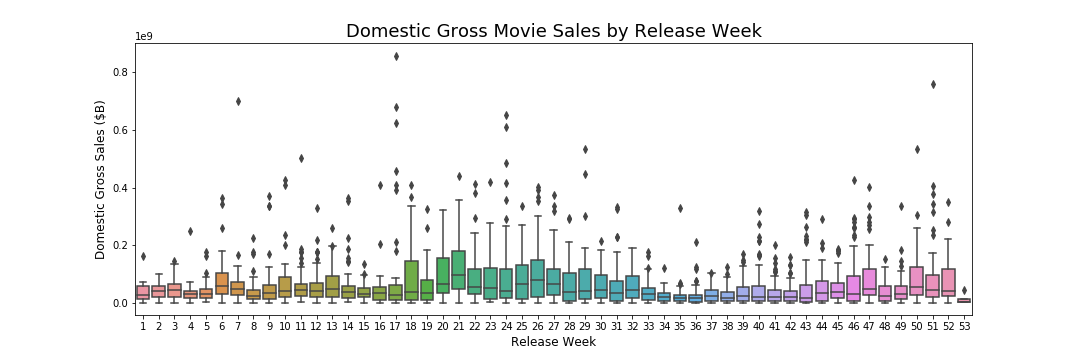 Domestic Gross Movie Sales by Release Week
1e9
0.8
0.6
0.4
0.2
0.0
Domestic Gross Sales ($B)
1 2 3 4 5 6 7 8 9 10 11 12 13 14 15 16 17 18 19 20 21 22 23 24 25 26 27 28 29 30 31 32 33 34 35 36 37 38 39 40 41 42 43 44 45 46 47 48 49 50 51 52 53
Release Week